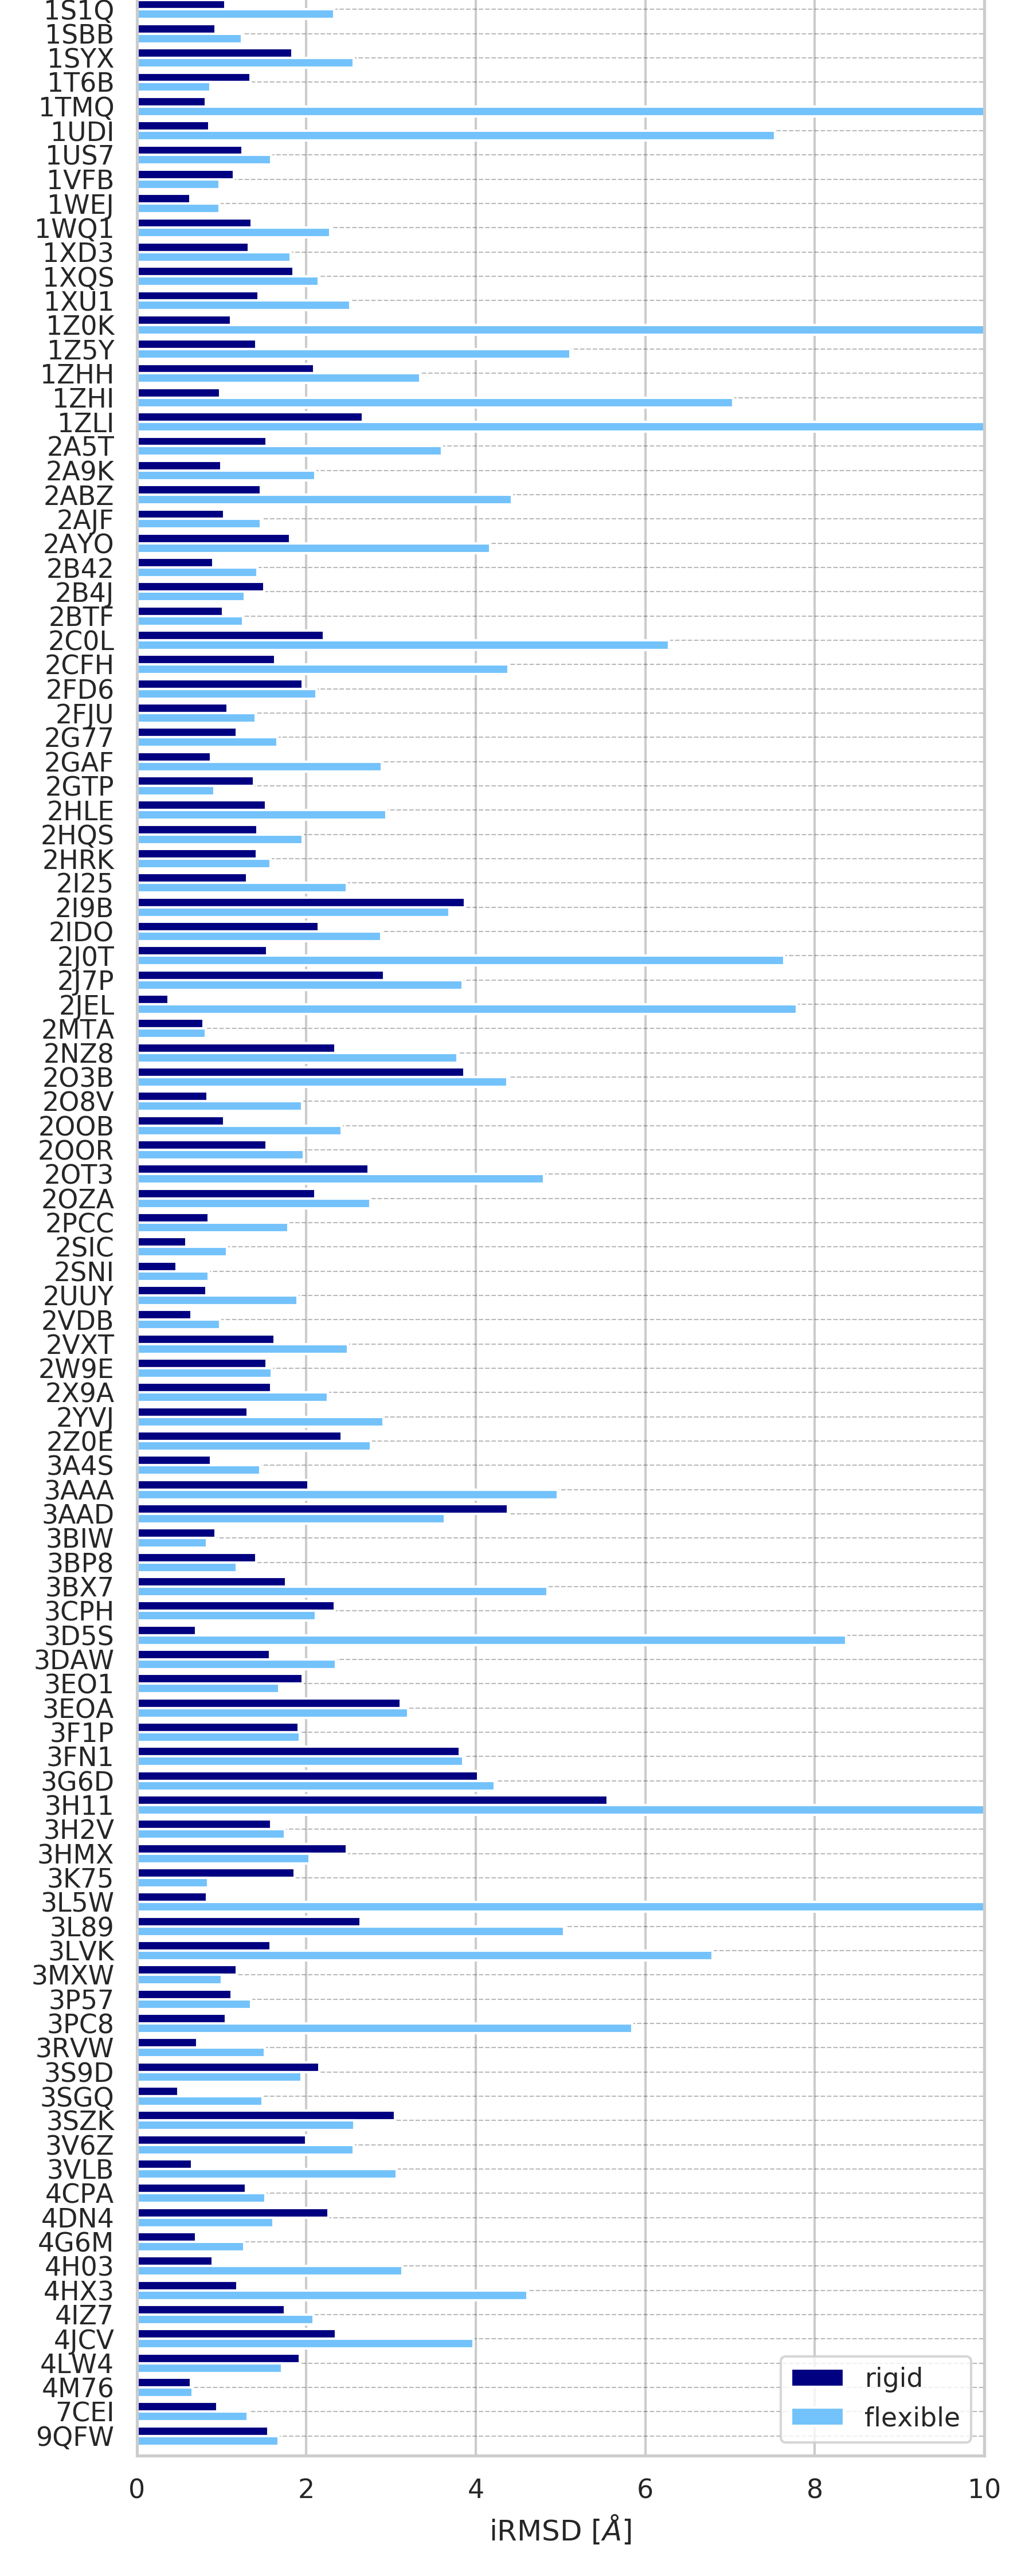 1S1Q
1SBB
1SYX
1T6B
1TMQ
1UDI
1US7
1VFB
1WEJ
1WQ1
1XD3
1XQS
1XU1
1Z0K
1Z5Y
1ZHH
1ZHI
1ZLI
2A5T
2A9K
2ABZ
2AJF
2AYO
2B42
2B4J
2BTF
2C0L
2CFH
2FD6
2FJU
2G77
2GAF
2GTP
2HLE
2HQS
2HRK
2I25
2I9B
2IDO
2J0T
2J7P
2JEL
2MTA
2NZ8
2O3B
2O8V
2OOB
2OOR
2OT3
2OZA
2PCC
2SIC
2SNI
2UUY
2VDB
2VXT
2W9E
2X9A
2YVJ
2Z0E
3A4S
3AAA
3AAD
3BIW
3BP8
3BX7
3CPH
3D5S
3DAW
3EO1
3EOA
3F1P
3FN1
3G6D
3H11
3H2V
3HMX
3K75
3L5W
3L89
3LVK
3MXW
3P57
3PC8
3RVW
3S9D
3SGQ
3SZK
3V6Z
3VLB
4CPA
4DN4
4G6M
4H03
4HX3
4IZ7
4JCV
4LW4
4M76
7CEI
9QFW
rigid
flexible
0 2 4 6 8 10
iRMSD [Å]